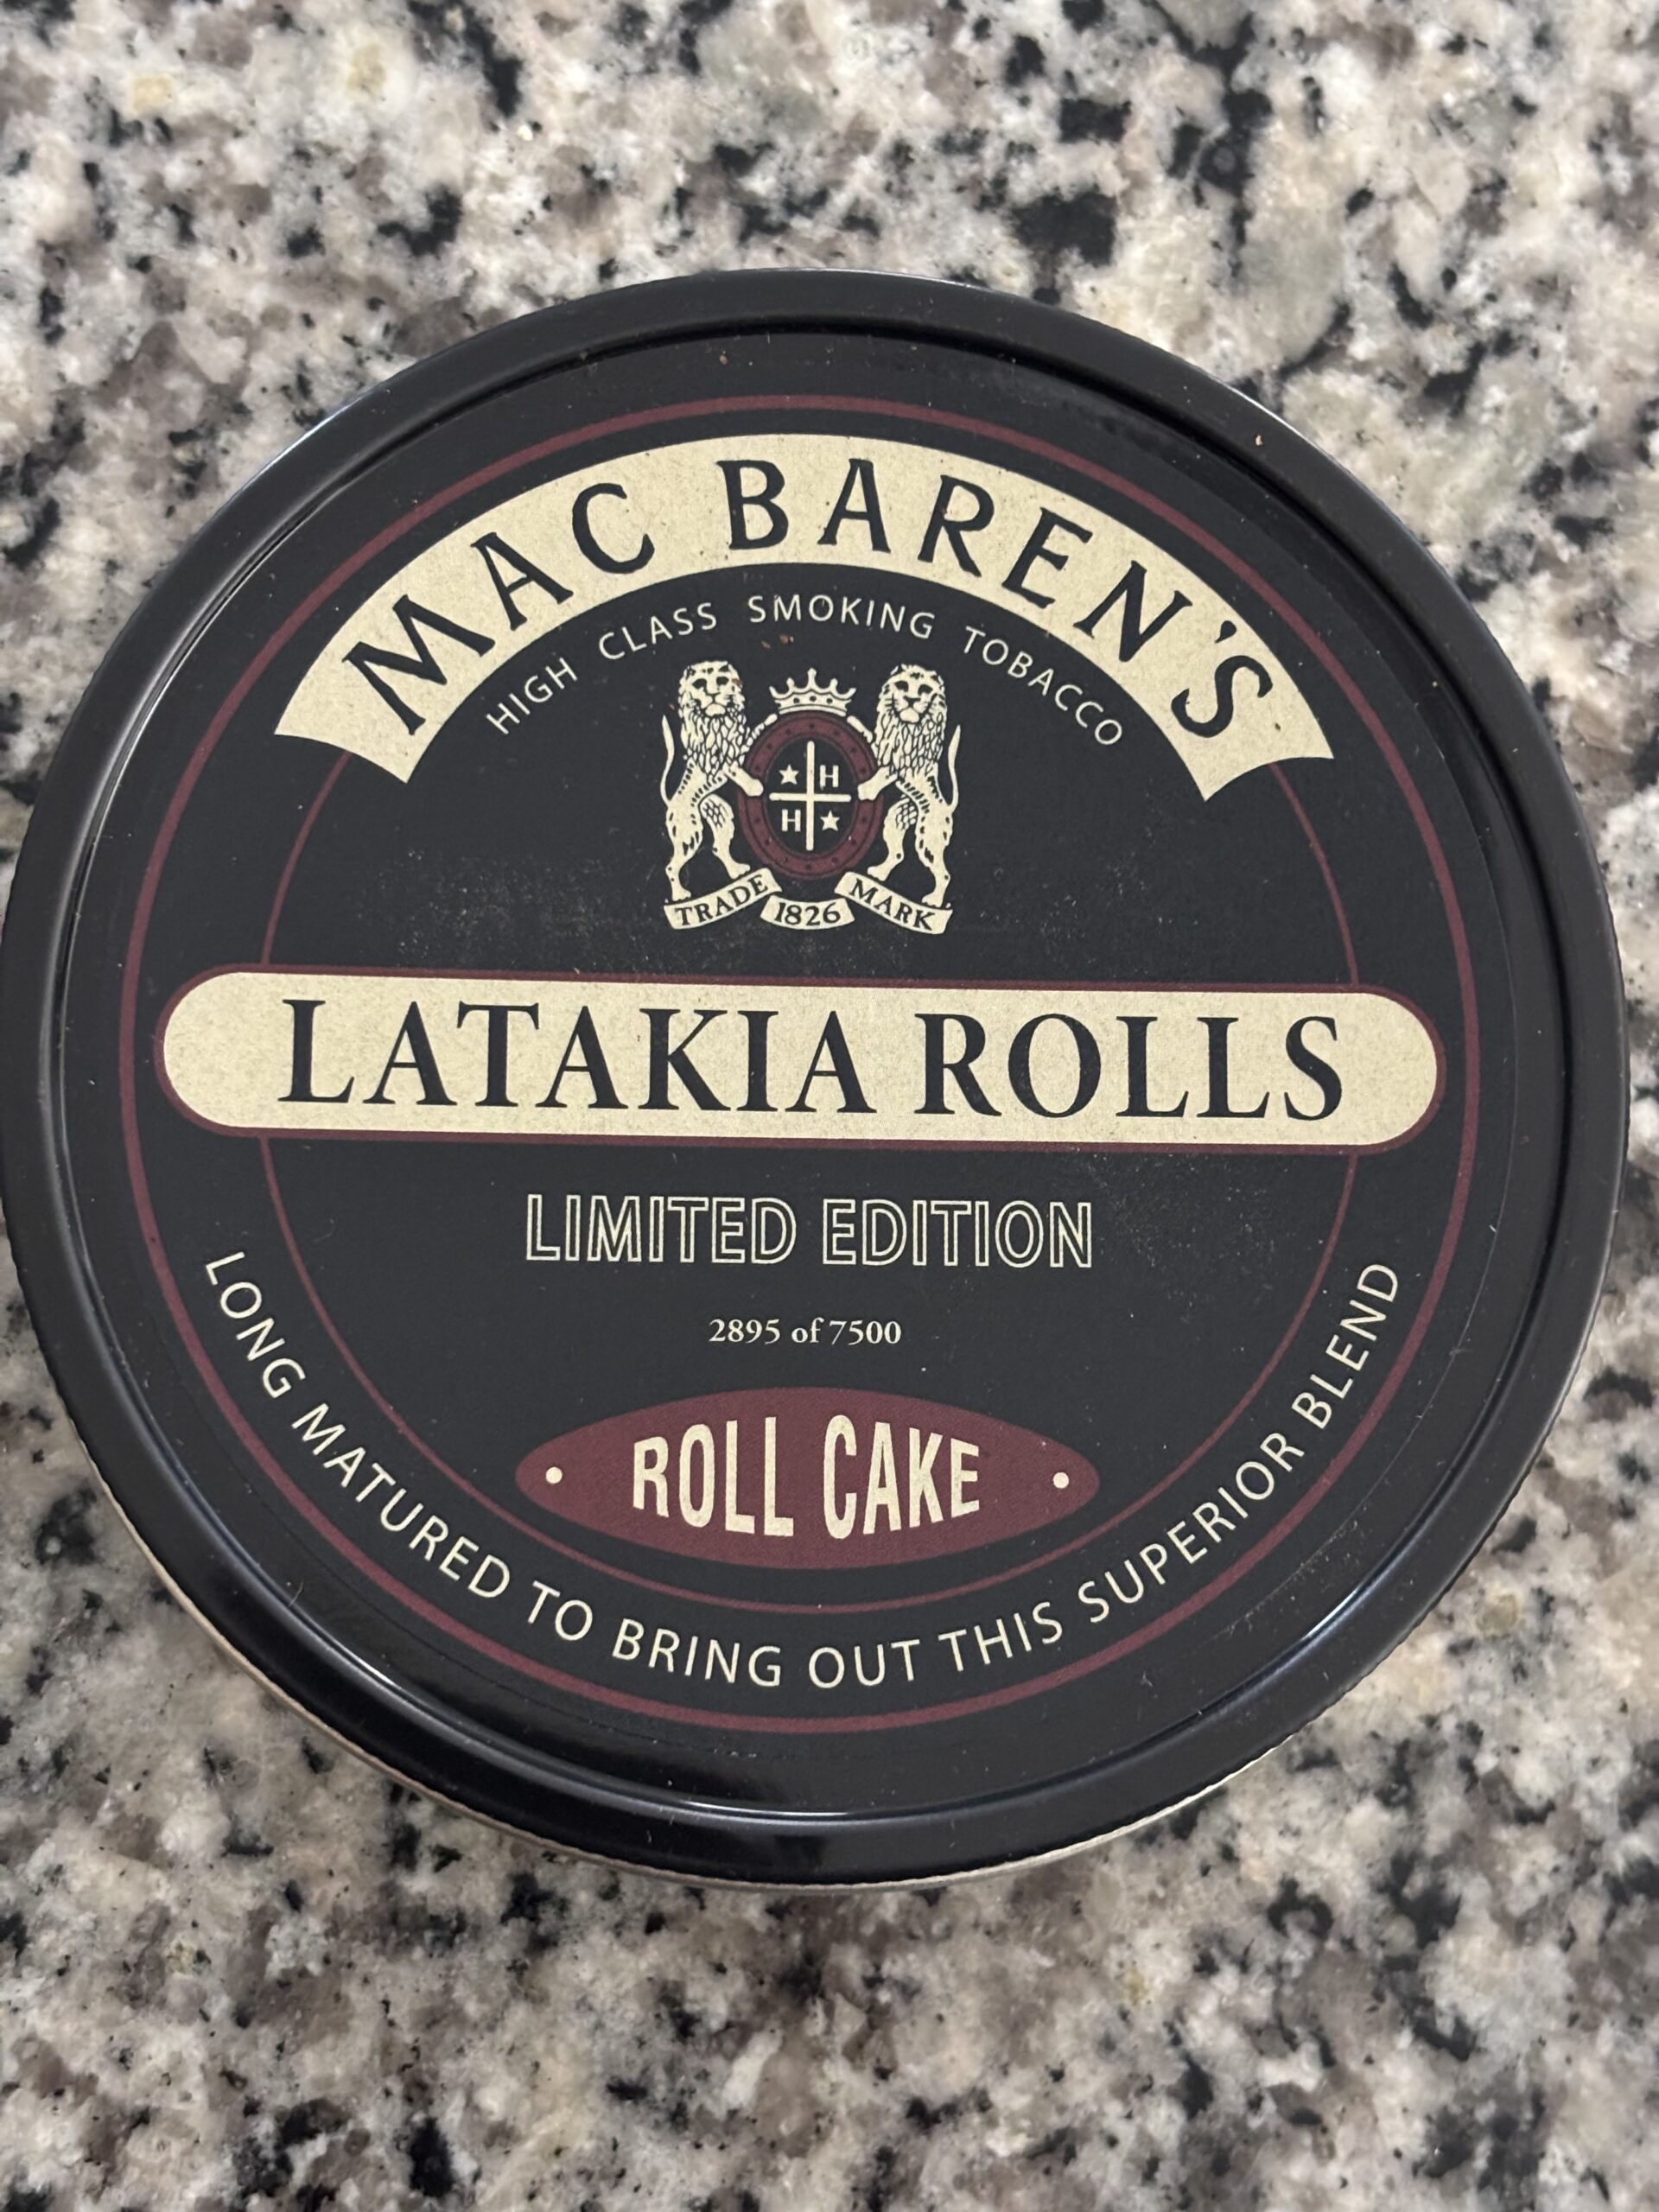 MAC BAREN'S
HIGH CLASS SMOKING TOBACCO
H
H
TRADE 1826 MARK
LATAKIA ROLLS
LIMITED EDITION
2895 of 7500
ROLL CAKE
LONG MATURED TO BRING OUT THIS SUPERIOR BLEND